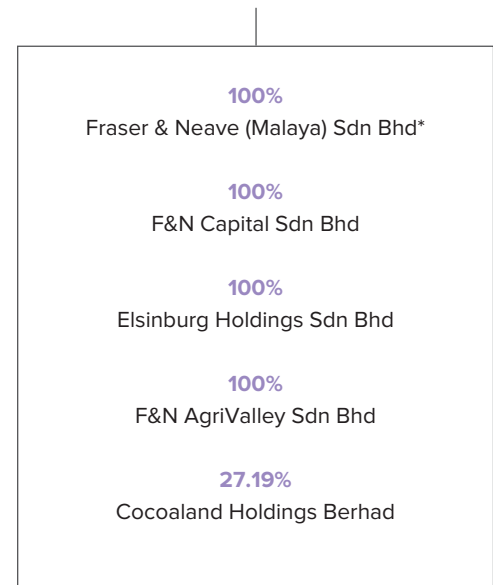 100%
Fraser & Neave (Malaya) Sdn Bhd*
100%
F&N Capital Sdn Bhd
100%
Elsinburg Holdings Sdn Bhd
100%
F&N AgriValley Sdn Bhd
27.19%
Cocoaland Holdings Berhad